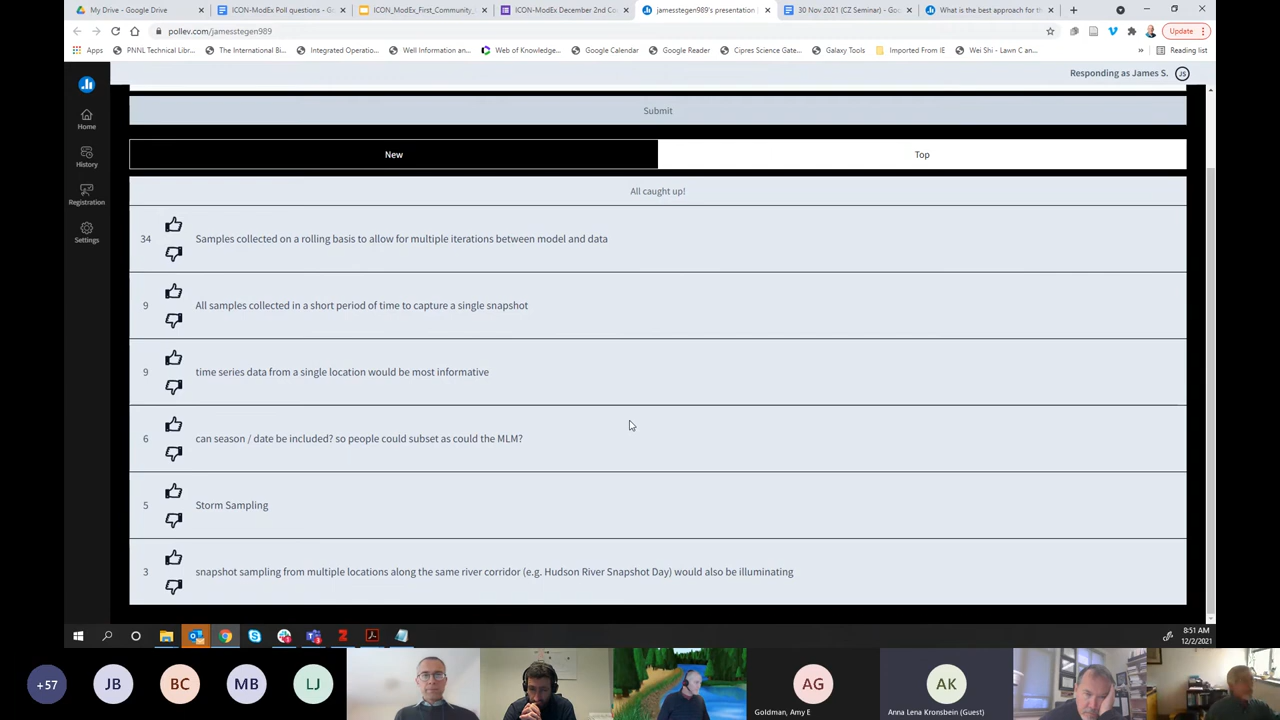 My Drive - Google Drive
ICON-ModEx Poll questions - Go
ICON_ModEx_First_Community_
ICON-ModEx December 2nd Co
jamesstegen989's presentation
30 Nov 2021 (CZ Seminar) - Goo
What is the best approach for th
pollev.com/jamesstegen989
Update
Apps
PNNL Technical Libr...
The International Bi...
Integrated Operatio...
Well Information an...
Web of Knowledge...
Google Calendar
Google Reader
Cipres Science Gate...
Galaxy Tools
Imported From IE
Wei Shi - Lawn C an...
»
Reading list
Responding as James S.
JS
Home
History
Registration
Settings
Submit
New
Top
All caught up!
34
Samples collected on a rolling basis to allow for multiple iterations between model and data
9
All samples collected in a short period of time to capture a single snapshot
9
time series data from a single location would be most informative
6
can season / date be included? so people could subset as could the MLM?
5
Storm Sampling
3
snapshot sampling from multiple locations along the same river corridor (e.g. Hudson River Snapshot Day) would also be illuminating
8:51 AM
12/2/2021
+57
JB
BC
MB
LJ
AG
Goldman, Amy E
AK
Anna Lena Kronsbein (Guest)